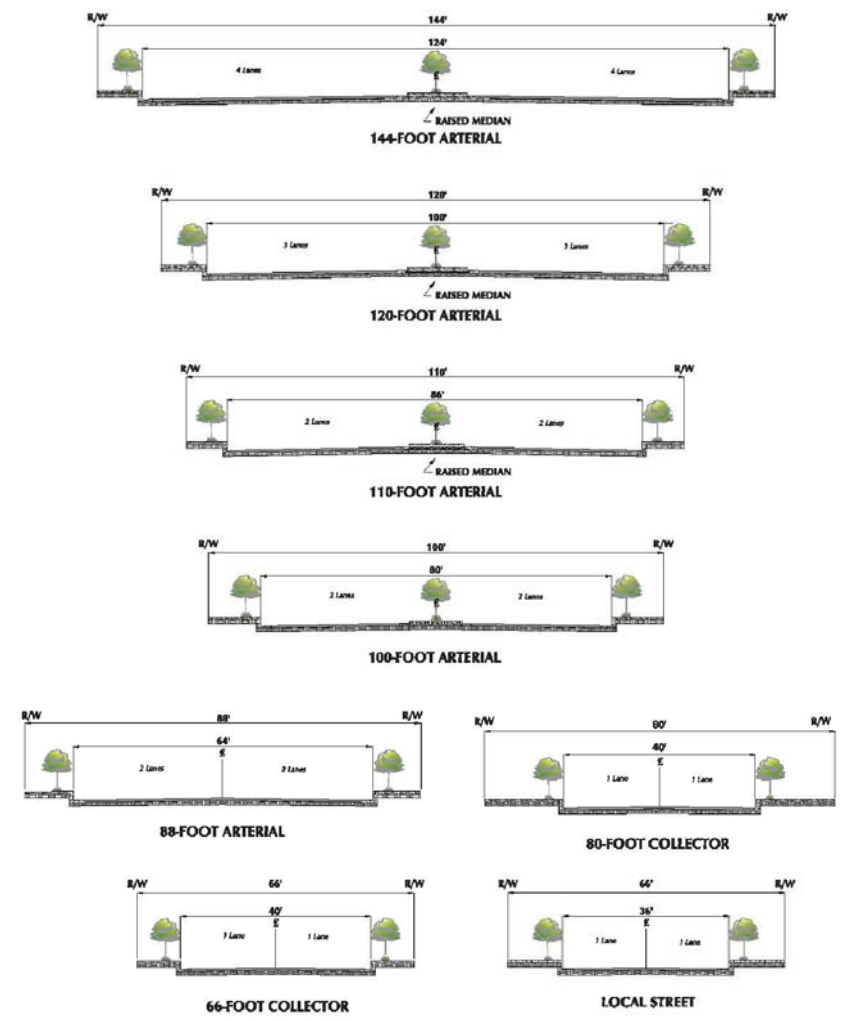 R/W 144' R/W
124'
4 Lanes 4 Lanes
℄
RAISED MEDIAN
144-FOOT ARTERIAL
R/W 120' R/W
100'
3 Lanes 3 Lanes
℄
RAISED MEDIAN
120-FOOT ARTERIAL
R/W 110' R/W
86'
2 Lanes 2 Lanes
℄
RAISED MEDIAN
110-FOOT ARTERIAL
R/W 100' R/W
80'
2 Lanes 2 Lanes
℄
100-FOOT ARTERIAL
R/W 88' R/W
64'
℄
2 Lanes 2 Lanes
88-FOOT ARTERIAL
R/W 80' R/W
40'
℄
1 Lane 1 Lane
80-FOOT COLLECTOR
R/W 66' R/W
40'
℄
1 Lane 1 Lane
66-FOOT COLLECTOR
R/W 66' R/W
36'
℄
1 Lane 1 Lane
LOCAL STREET